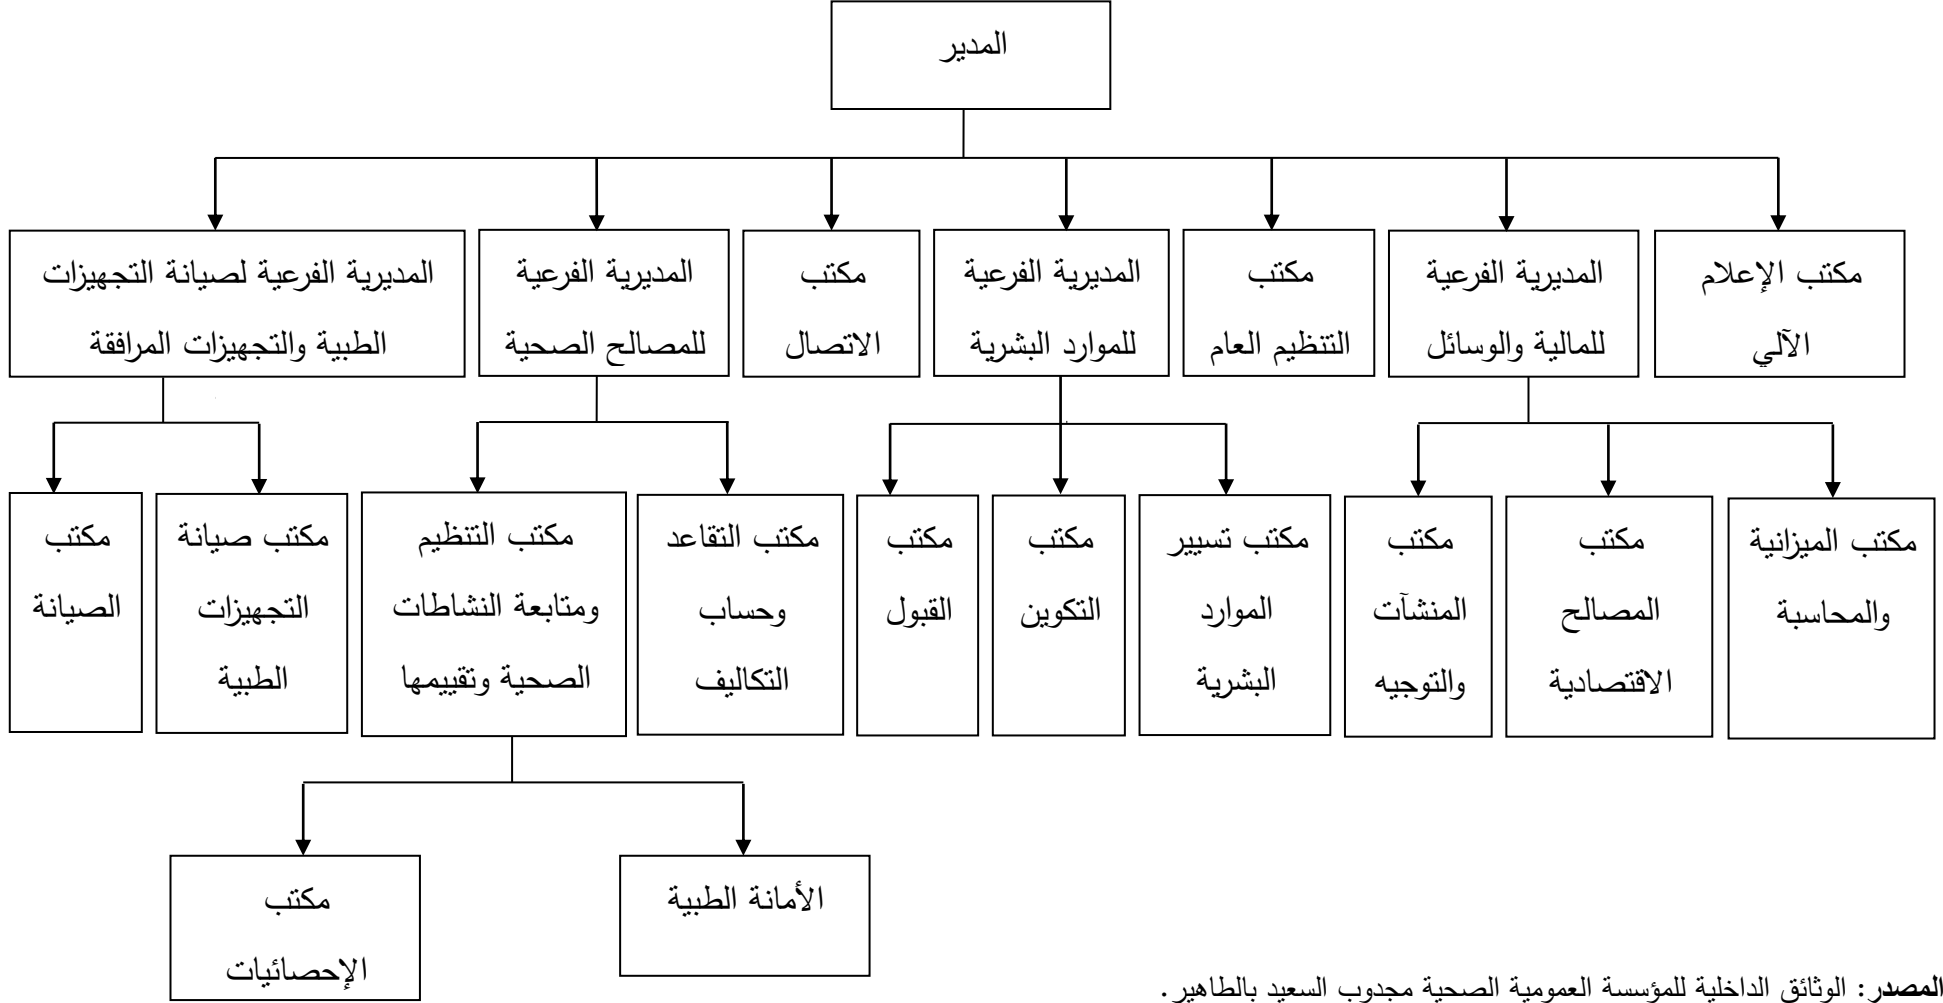 المدير
مكتب الإعلام
الآلي
المديرية الفرعية
للمالية والوسائل
مكتب
التنظيم العام
المديرية الفرعية
للموارد البشرية
مكتب
الاتصال
المديرية الفرعية
للمصالح الصحية
المديرية الفرعية لصيانة التجهيزات
الطبية والتجهيزات المرافقة
مكتب الميزانية
والمحاسبة
مكتب
المصالح
الاقتصادية
مكتب
المنشآت
والتوجيه
مكتب تسيير
الموارد
البشرية
مكتب
التكوين
مكتب
القبول
مكتب التقاعد
وحساب
التكاليف
مكتب التنظيم
ومتابعة النشاطات
الصحية وتقييمها
مكتب صيانة
التجهيزات
الطبية
مكتب
الصيانة
الأمانة الطبية
مكتب
الإحصائيات
المصدر: الوثائق الداخلية للمؤسسة العمومية الصحية مجدوب السعيد بالطاهير.